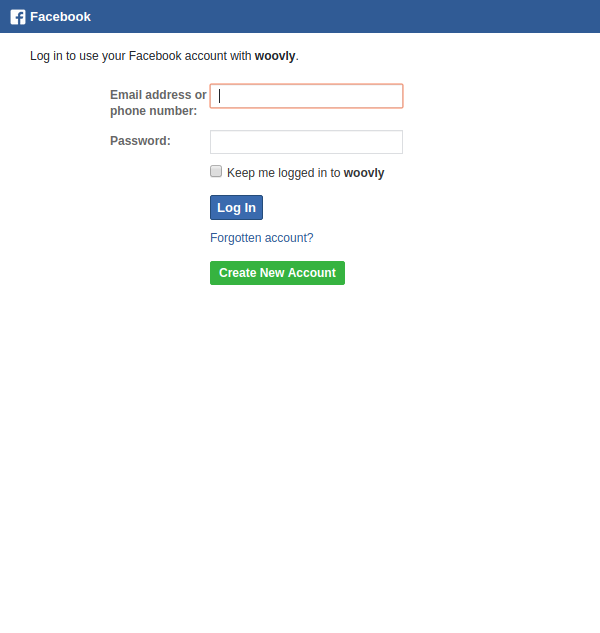 Facebook
Log in to use your Facebook account with woovly.
Email address or
phone number:
Password:
Keep me logged in to woovly
Log In
Forgotten account?
Create New Account